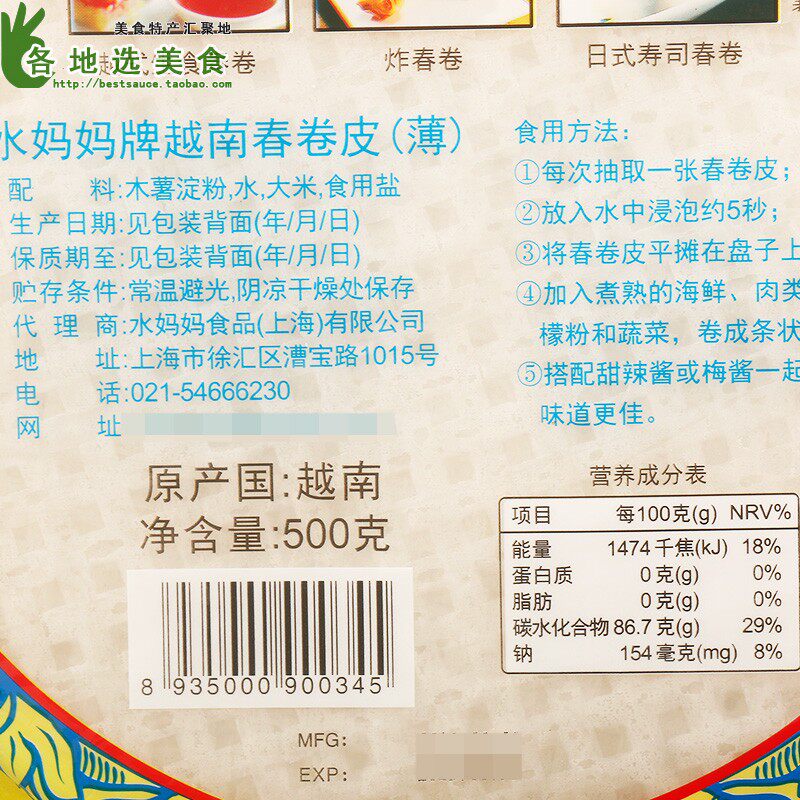 美食特产汇聚地
各地选美食
http://bestsauce.taobao.com
食
卷
炸春卷
日式寿司春卷
水妈妈牌越南春卷皮(薄)
配 料:木薯淀粉,水,大米,食用盐
生产日期:见包装背面(年/月/日)
保质期至:见包装背面(年/月/日)
贮存条件:常温避光,阴凉干燥处保存
代理商:水妈妈食品(上海)有限公司
地 址:上海市徐汇区漕宝路1015号
电 话:021-54666230
网 址
食用方法:
①每次抽取一张春卷皮;
②放入水中浸泡约5秒;
③将春卷皮平摊在盘子上
④加入煮熟的海鲜、肉类
檬粉和蔬菜，卷成条状
⑤搭配甜辣酱或梅酱一起
味道更佳。
原产国:越南
净含量:500克
8 935000 900345
营养成分表
项目 每100克(g) NRV%
能量 1474 千焦(kJ) 18%
蛋白质 0 克(g) 0%
脂肪 0 克(g) 0%
碳水化合物 86.7 克(g) 29%
钠 154 毫克(mg) 8%
MFG:
EXP: